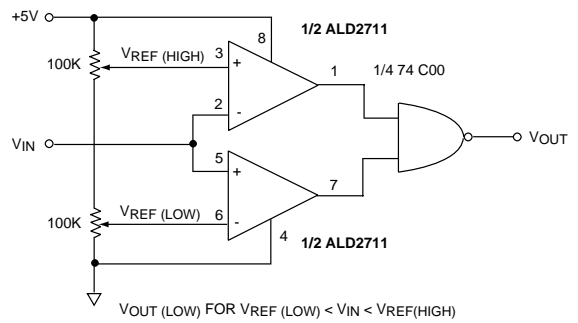 +5V
1/2 ALD2711
8
100K
VREF (HIGH)
3
+
1
1/4 74 C00
2
-
VIN
VOUT
5
+
7
100K
VREF (LOW)
6
-
4
1/2 ALD2711
VOUT (LOW) FOR VREF (LOW) < VIN < VREF(HIGH)